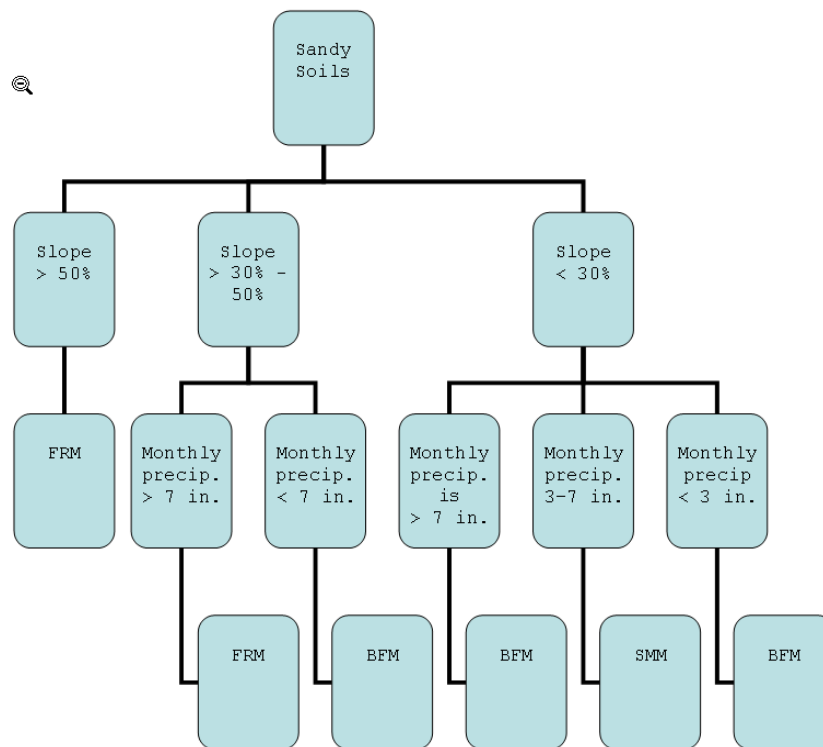 Sandy
Soils
Slope
> 50%
Slope
> 30% -
50%
Slope
< 30%
FRM
Monthly
precip.
> 7 in.
Monthly
precip.
< 7 in.
Monthly
precip.
is
> 7 in.
Monthly
precip.
3-7 in.
Monthly
precip
< 3 in.
FRM
BFM
BFM
SMM
BFM